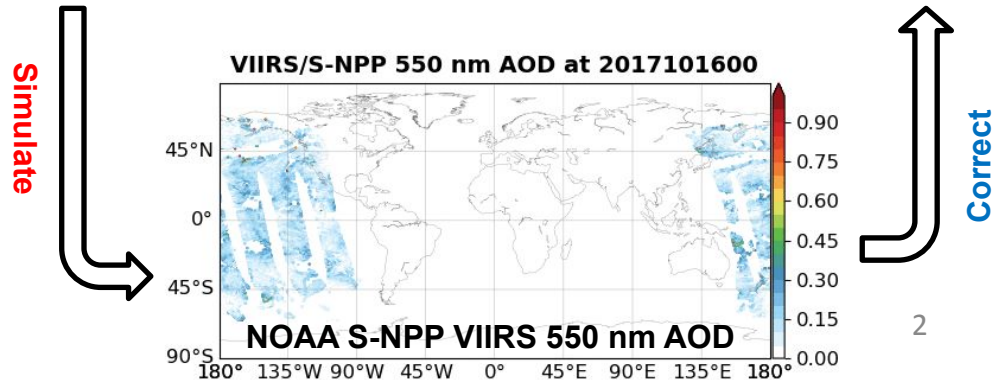 Simulate
VIIRS/S-NPP 550 nm AOD at 2017101600
45°N
0°
45°S
90°S
180° 135°W 90°W 45°W 0° 45°E 90°E 135°E 180°
NOAA S-NPP VIIRS 550 nm AOD
0.90
0.75
0.60
0.45
0.30
0.15
0.00
Correct
2